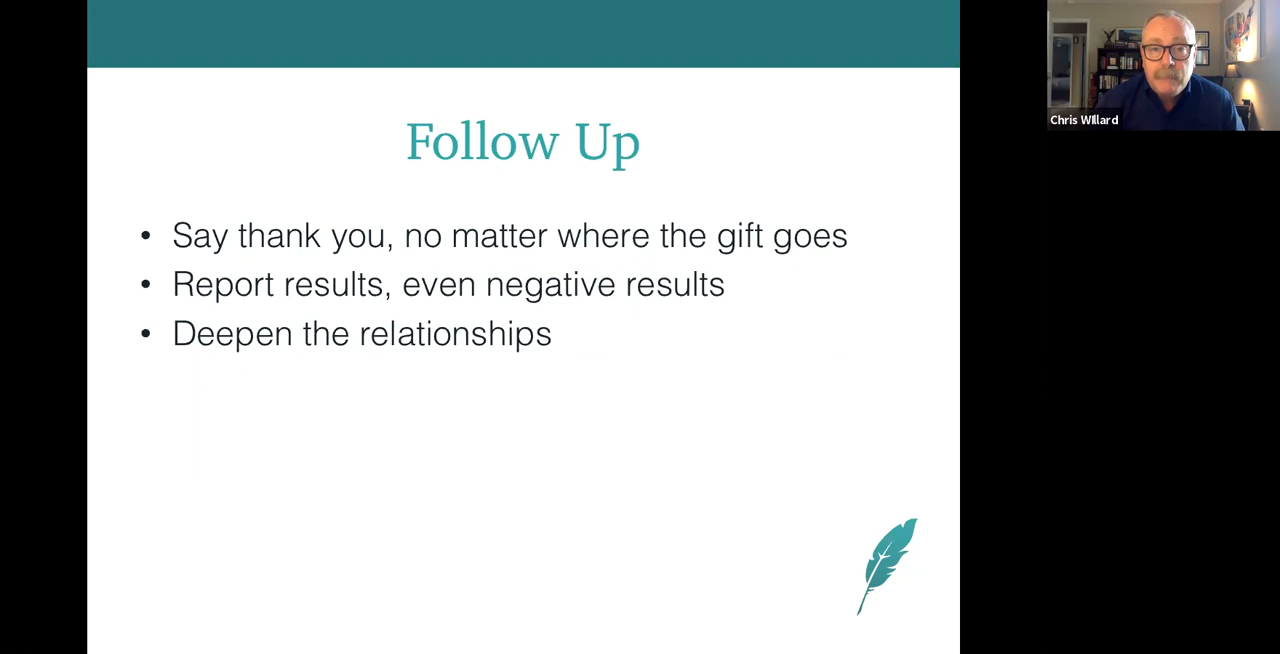 Follow Up
• Say thank you, no matter where the gift goes
• Report results, even negative results
• Deepen the relationships
Chris Willard